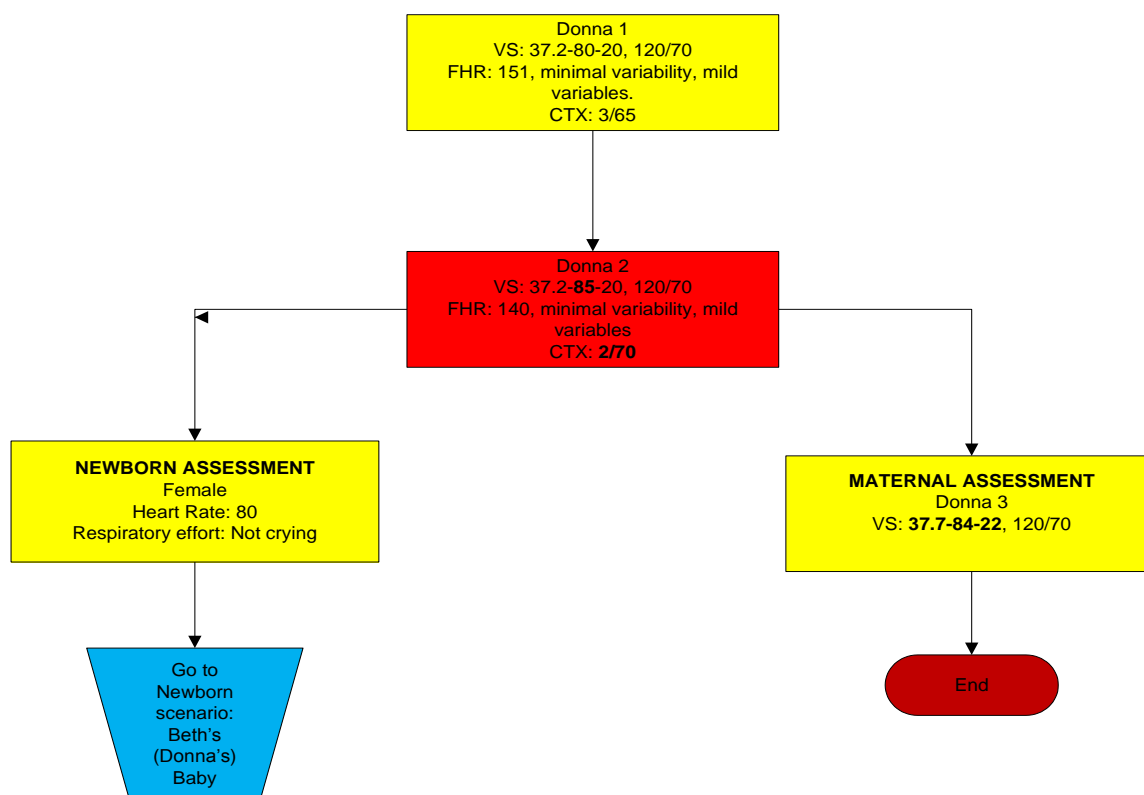 Donna 1
VS: 37.2-80-20, 120/70
FHR: 151, minimal variability, mild
variables.
CTX: 3/65
Donna 2
VS: 37.2-85-20, 120/70
FHR: 140, minimal variability, mild
variables
CTX: 2/70
NEWBORN ASSESSMENT
Female
Heart Rate: 80
Respiratory effort: Not crying
MATERNAL ASSESSMENT
Donna 3
VS: 37.7-84-22, 120/70
Go to
Newborn
scenario:
Beth's
(Donna's)
Baby
End